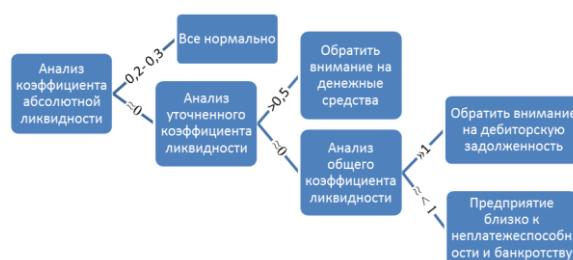 Анализ
коэффициента
абсолютной
ликвидности
0,2- 0,3
Все нормально
≈0
Анализ
уточненного
коэффициента
ликвидности
>0,5
Обратить
внимание на
денежные
средства
≈0
Анализ
общего
коэффициента
ликвидности
»1
Обратить внимание
на дебиторскую
задолженность
≈ < 1
Предприятие
близко к
неплатежеспособн
ости и банкротству